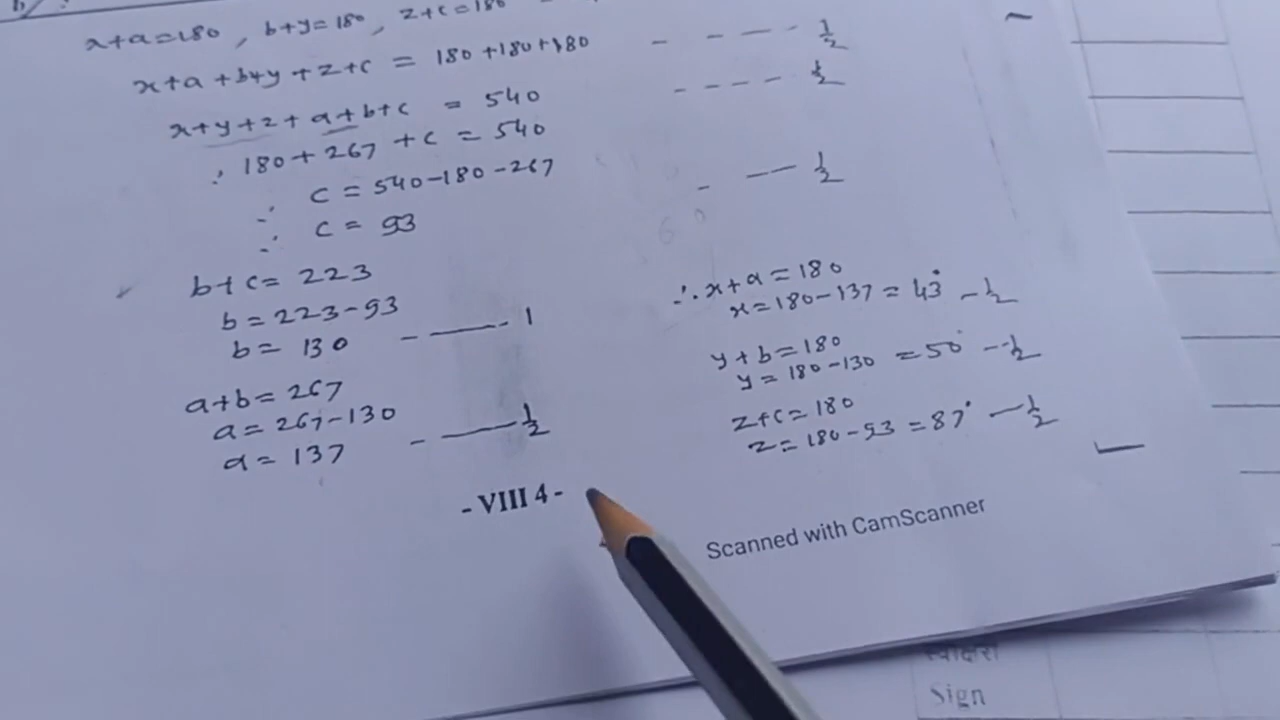 x+a=180 , b+y=180 , z+c=180
x+a+b+y+z+c = 180+180+180 - - - - 1/2
x+y+z+a+b+c = 540 - - - - 1/2
∴ 180+267+c = 540
∴ c = 540-180-267 - — 1/2
∴ c = 93
b+c = 223
b = 223-93
b = 130 - — 1
a+b = 267
a = 267-130
a = 137 - — 1/2
∴ x+a = 180
x = 180-137 = 43° - 1/2
y+b = 180
y = 180-130 = 50° -- 1/2
z+c = 180
z = 180-93 = 87° — 1/2
- VIII 4 -
Scanned with CamScanner
स्वाक्षरी
Sign